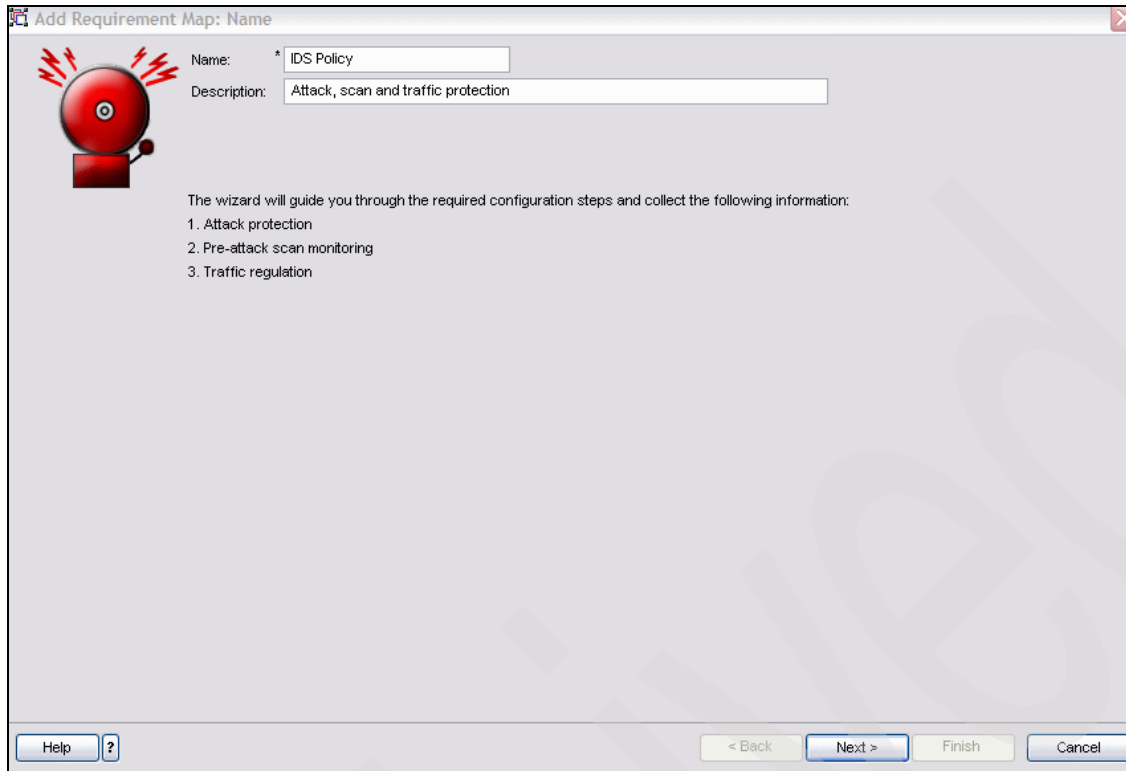 Add Requirement Map: Name
Name: * IDS Policy
Description: Attack, scan and traffic protection
The wizard will guide you through the required configuration steps and collect the following information:
1. Attack protection
2. Pre-attack scan monitoring
3. Traffic regulation
Help ? < Back Next > Finish Cancel